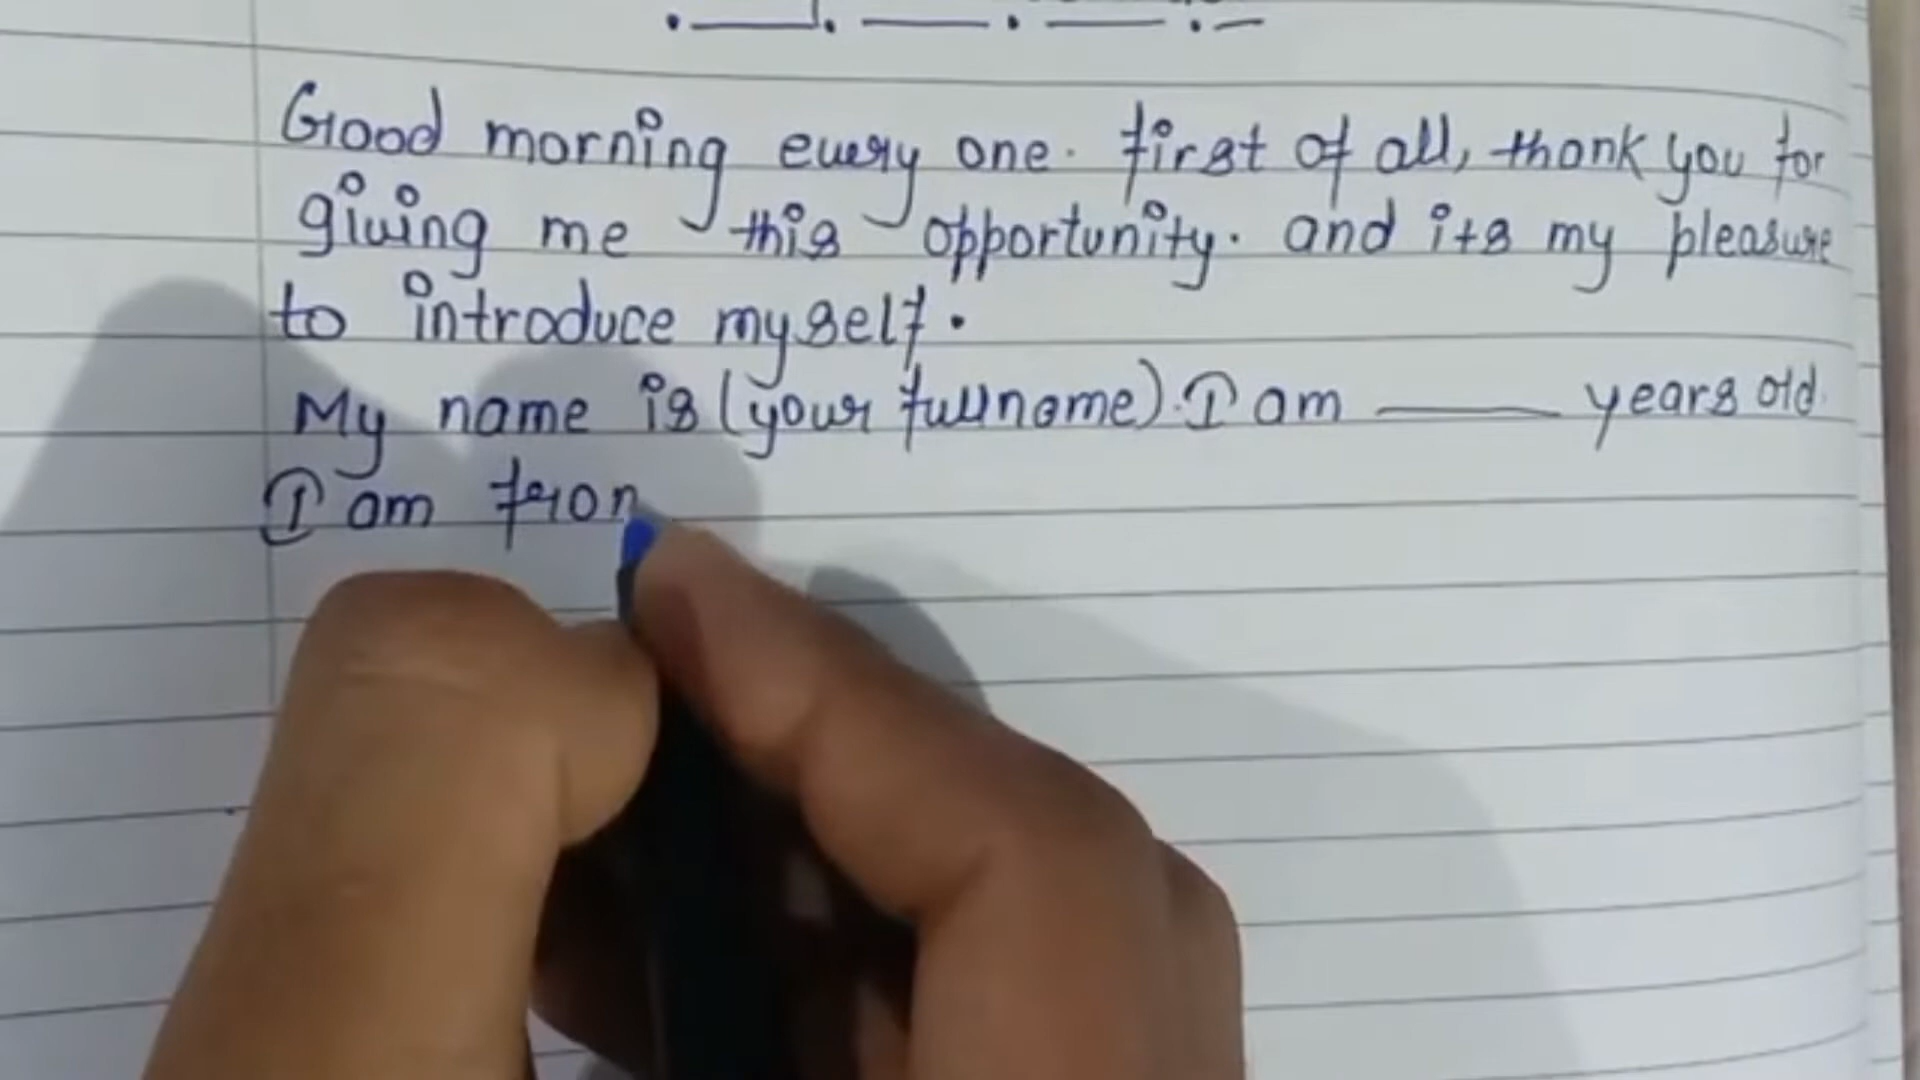 Good morning every one. first of all, thank you for
giving me this opportunity. and its my pleasure
to introduce myself.
My name is (your fullname). I am ______ years old.
I am fron